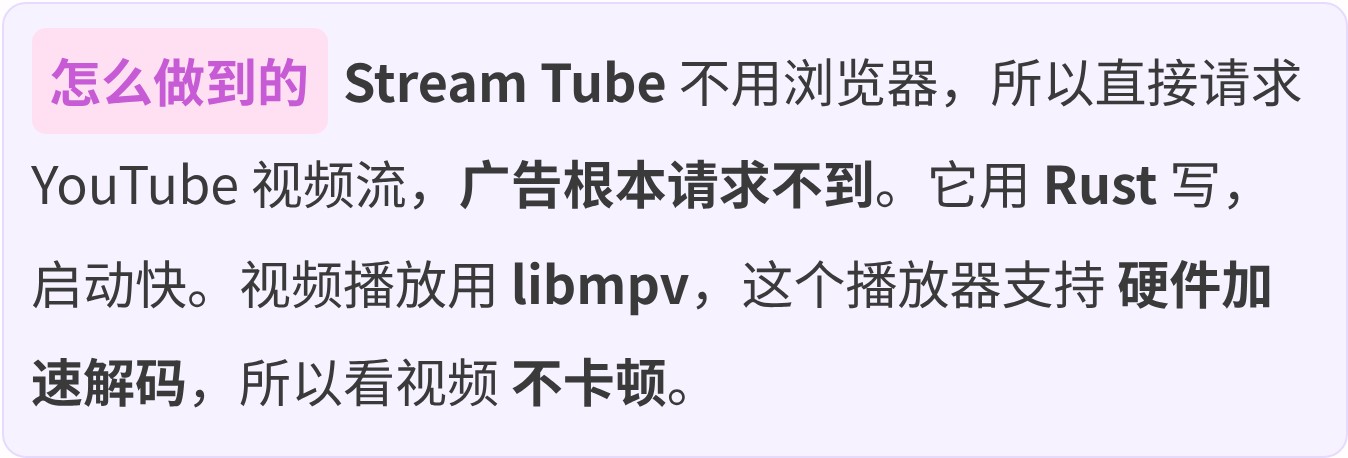 怎么做到的 Stream Tube 不用浏览器，所以直接请求
YouTube 视频流，广告根本请求不到。它用 Rust 写，
启动快。视频播放用 libmpv，这个播放器支持 硬件加
速解码，所以看视频 不卡顿。